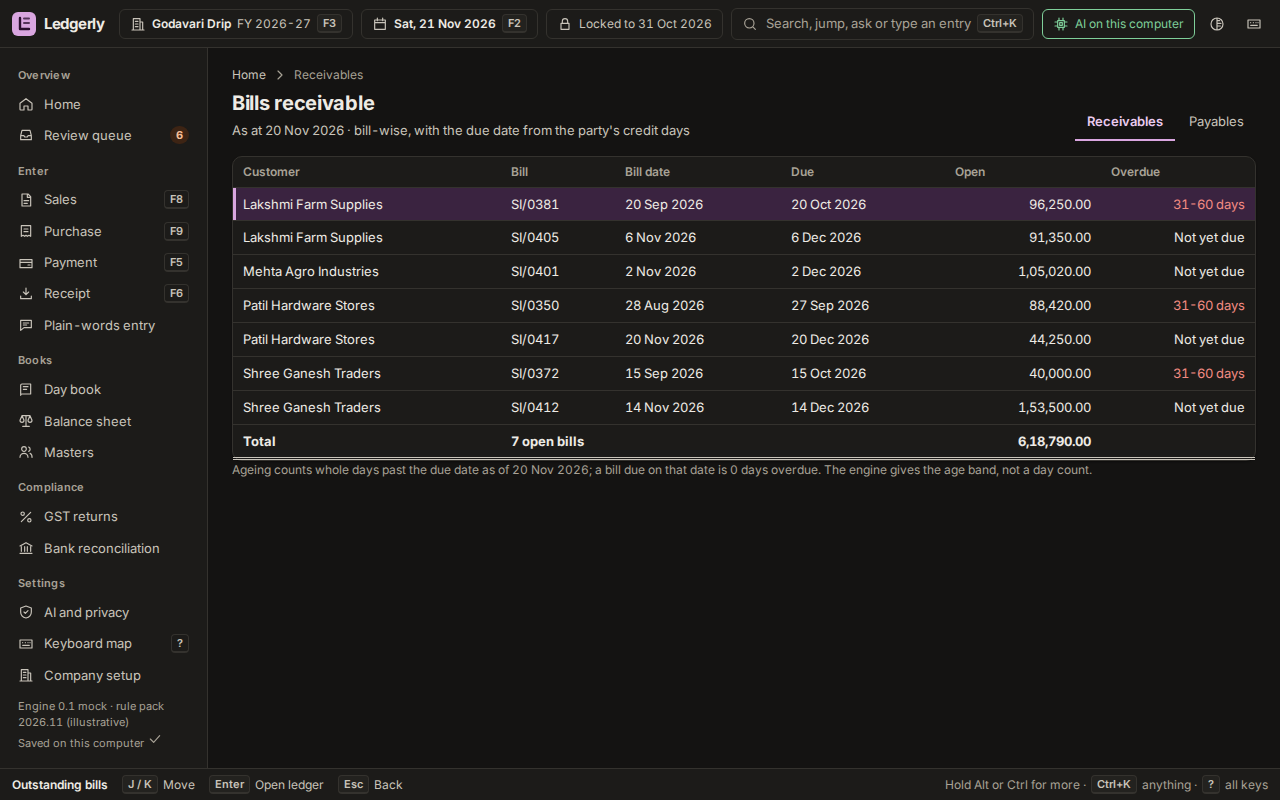 Ledgerly
Godavari Drip FY 2026-27 F3
Sat, 21 Nov 2026 F2
Locked to 31 Oct 2026
Search, jump, ask or type an entry Ctrl+K
AI on this computer
Overview
Home
Review queue 6
Enter
Sales F8
Purchase F9
Payment F5
Receipt F6
Plain-words entry
Books
Day book
Balance sheet
Masters
Compliance
GST returns
Bank reconciliation
Settings
AI and privacy
Keyboard map ?
Company setup
Engine 0.1 mock · rule pack
2026.11 (illustrative)
Saved on this computer
Home > Receivables
Bills receivable
As at 20 Nov 2026 · bill-wise, with the due date from the party's credit days
Receivables Payables
Customer Bill Bill date Due Open Overdue
Lakshmi Farm Supplies SI/0381 20 Sep 2026 20 Oct 2026 96,250.00 31-60 days
Lakshmi Farm Supplies SI/0405 6 Nov 2026 6 Dec 2026 91,350.00 Not yet due
Mehta Agro Industries SI/0401 2 Nov 2026 2 Dec 2026 1,05,020.00 Not yet due
Patil Hardware Stores SI/0350 28 Aug 2026 27 Sep 2026 88,420.00 31-60 days
Patil Hardware Stores SI/0417 20 Nov 2026 20 Dec 2026 44,250.00 Not yet due
Shree Ganesh Traders SI/0372 15 Sep 2026 15 Oct 2026 40,000.00 31-60 days
Shree Ganesh Traders SI/0412 14 Nov 2026 14 Dec 2026 1,53,500.00 Not yet due
Total 7 open bills 6,18,790.00
Ageing counts whole days past the due date as of 20 Nov 2026; a bill due on that date is 0 days overdue. The engine gives the age band, not a day count.
Outstanding bills J / K Move Enter Open ledger Esc Back
Hold Alt or Ctrl for more · Ctrl+K anything · ? all keys